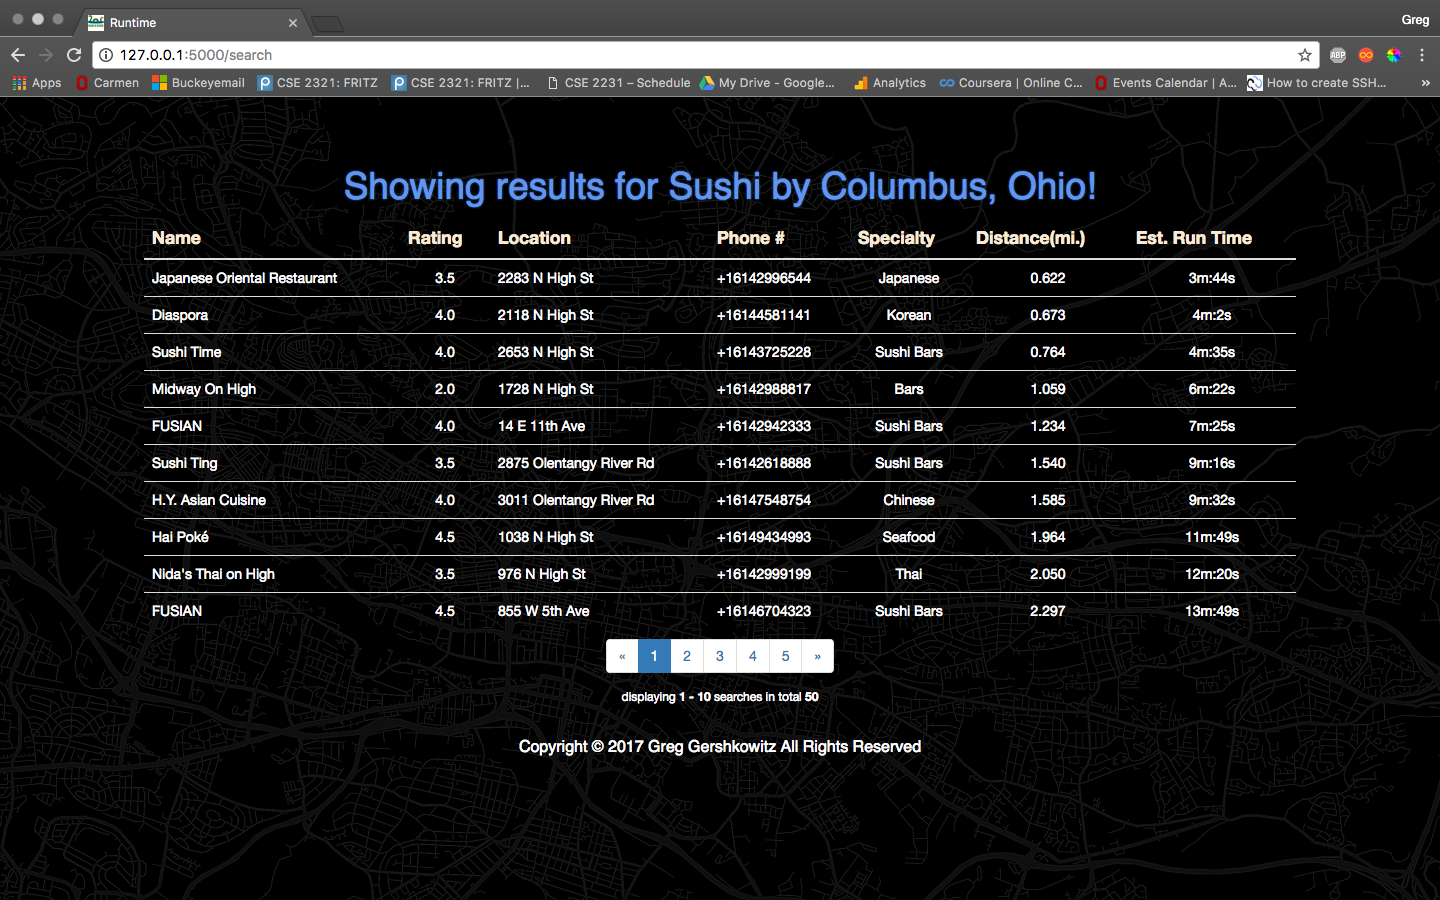 Runtime
Greg
127.0.0.1:5000/search
ABP
Apps Carmen Buckeyemail CSE 2321: FRITZ CSE 2321: FRITZ |... CSE 2231 – Schedule My Drive - Google... Analytics Coursera | Online C... Events Calendar | A... How to create SSH... »
Showing results for Sushi by Columbus, Ohio!
Name Rating Location Phone # Specialty Distance(mi.) Est. Run Time
Japanese Oriental Restaurant 3.5 2283 N High St +16142996544 Japanese 0.622 3m:44s
Diaspora 4.0 2118 N High St +16144581141 Korean 0.673 4m:2s
Sushi Time 4.0 2653 N High St +16143725228 Sushi Bars 0.764 4m:35s
Midway On High 2.0 1728 N High St +16142988817 Bars 1.059 6m:22s
FUSIAN 4.0 14 E 11th Ave +16142942333 Sushi Bars 1.234 7m:25s
Sushi Ting 3.5 2875 Olentangy River Rd +16142618888 Sushi Bars 1.540 9m:16s
H.Y. Asian Cuisine 4.0 3011 Olentangy River Rd +16147548754 Chinese 1.585 9m:32s
Hai Poké 4.5 1038 N High St +16149434993 Seafood 1.964 11m:49s
Nida's Thai on High 3.5 976 N High St +16142999199 Thai 2.050 12m:20s
FUSIAN 4.5 855 W 5th Ave +16146704323 Sushi Bars 2.297 13m:49s
« 1 2 3 4 5 »
displaying 1 - 10 searches in total 50
Copyright © 2017 Greg Gershkowitz All Rights Reserved